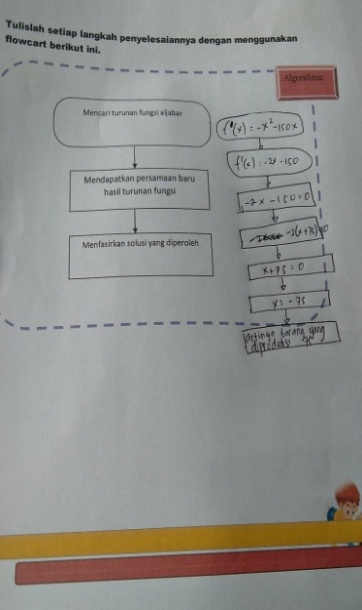 Tulislah setiap langkah penyelesaiannya dengan menggunakan
flowcart berikut ini.
Algorithmic
Mencari turunan fungsi aljabar
Mendapatkan persamaan baru
hasil turunan fungsi
Menfasirkan solusi yang diperoleh
f'(x) = -x² -150x
f'(x) = -2x -150
-2x -150 = 0
-2(x+75) = 0
x+75 = 0
x = -75
artinya barang yang
diproduksi